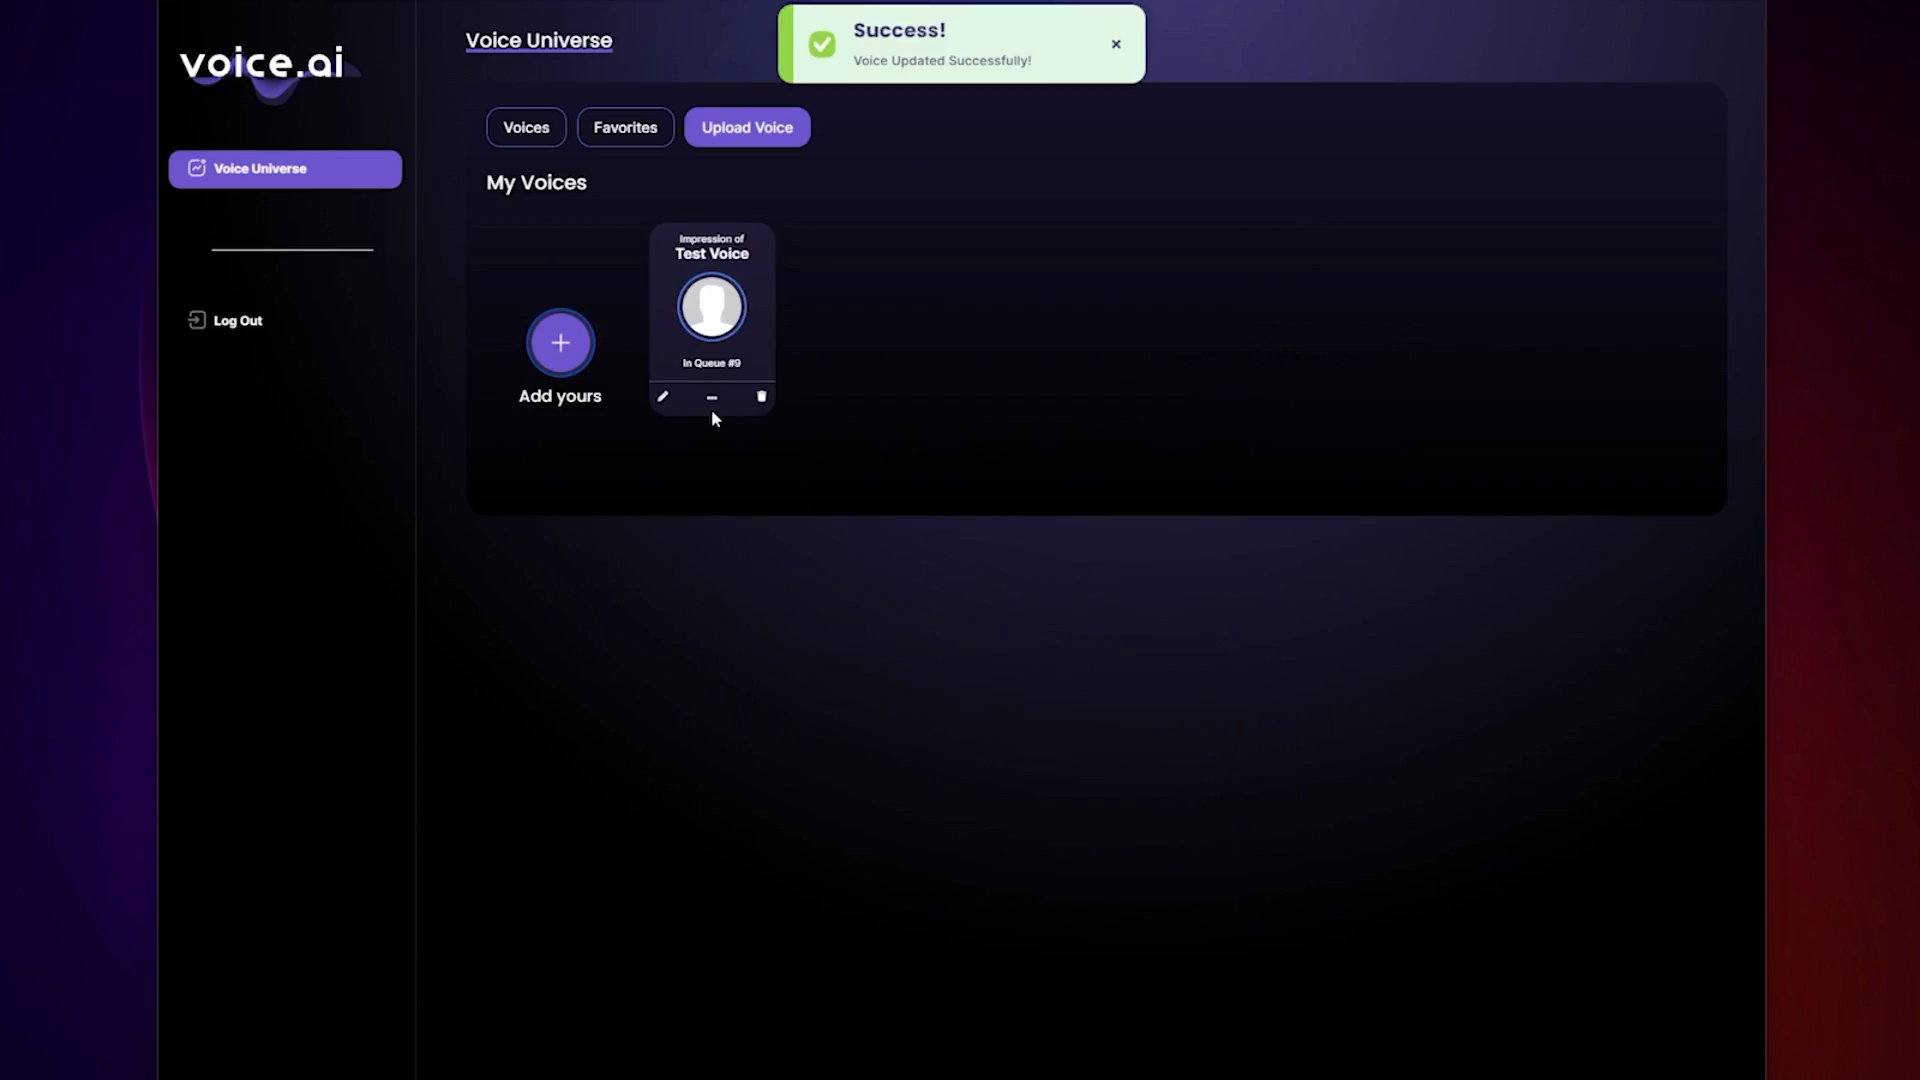 voice.ai
Voice Universe
Success!
Voice Updated Successfully!
Voice Universe
Log Out
Voices
Favorites
Upload Voice
My Voices
Impression of
Test Voice
In Queue #9
Add yours